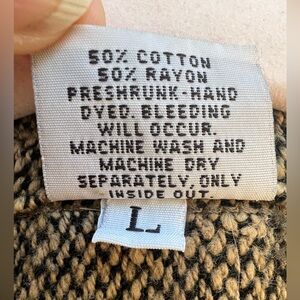 50% COTTON
50% RAYON
PRESHRUNK-HAND
DYED. BLEEDING
WILL OCCUR.
MACHINE WASH AND
MACHINE DRY
SEPARATELY, ONLY
INSIDE OUT.
L